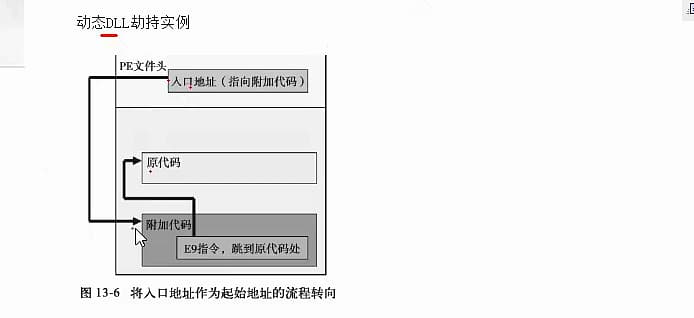 动态DLL劫持实例
PE文件头
入口地址（指向附加代码）
原代码
附加代码
E9指令，跳到原代码处
图 13-6 将入口地址作为起始地址的流程转向